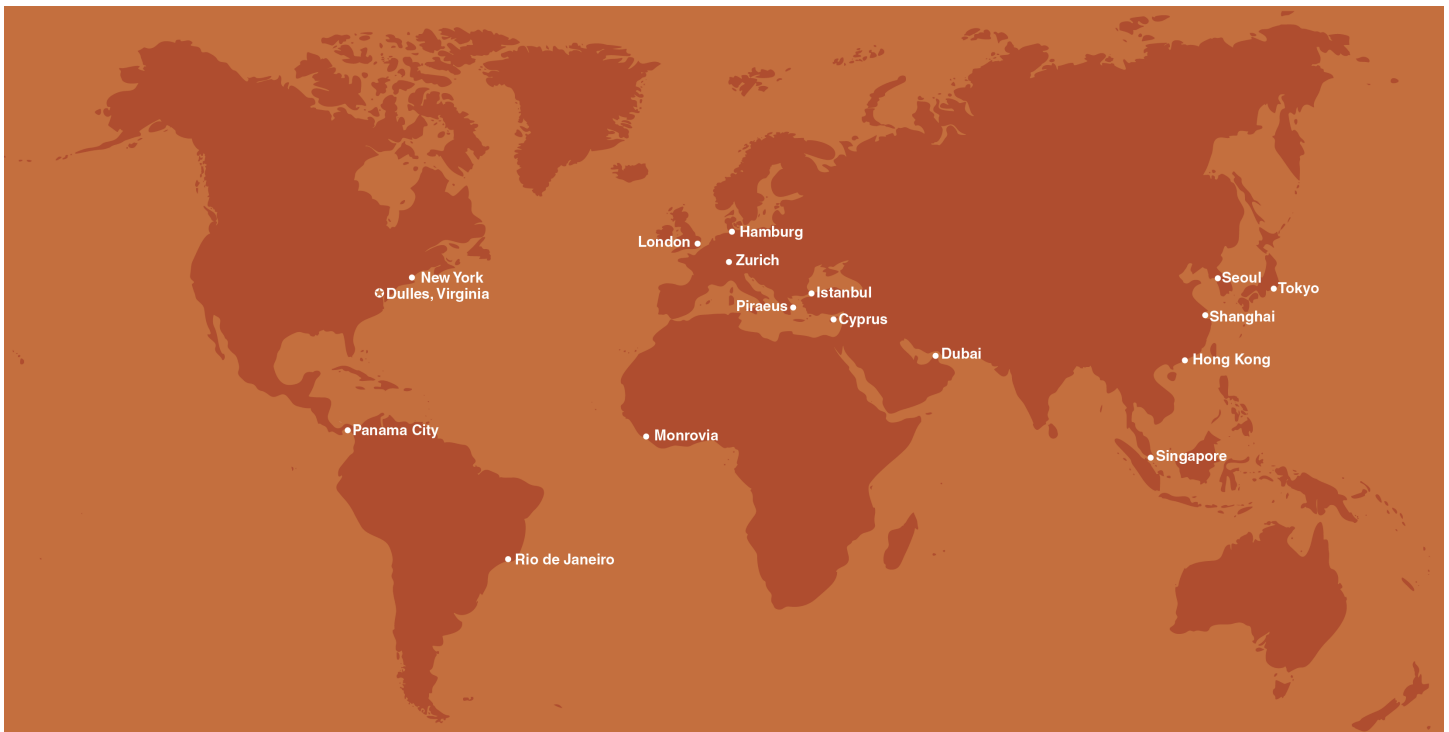 Hamburg
London
Zurich
New York
Seoul
Tokyo
Istanbul
Dulles, Virginia
Piraeus
Shanghai
Cyprus
Dubai
Hong Kong
Panama City
Monrovia
Singapore
Rio de Janeiro